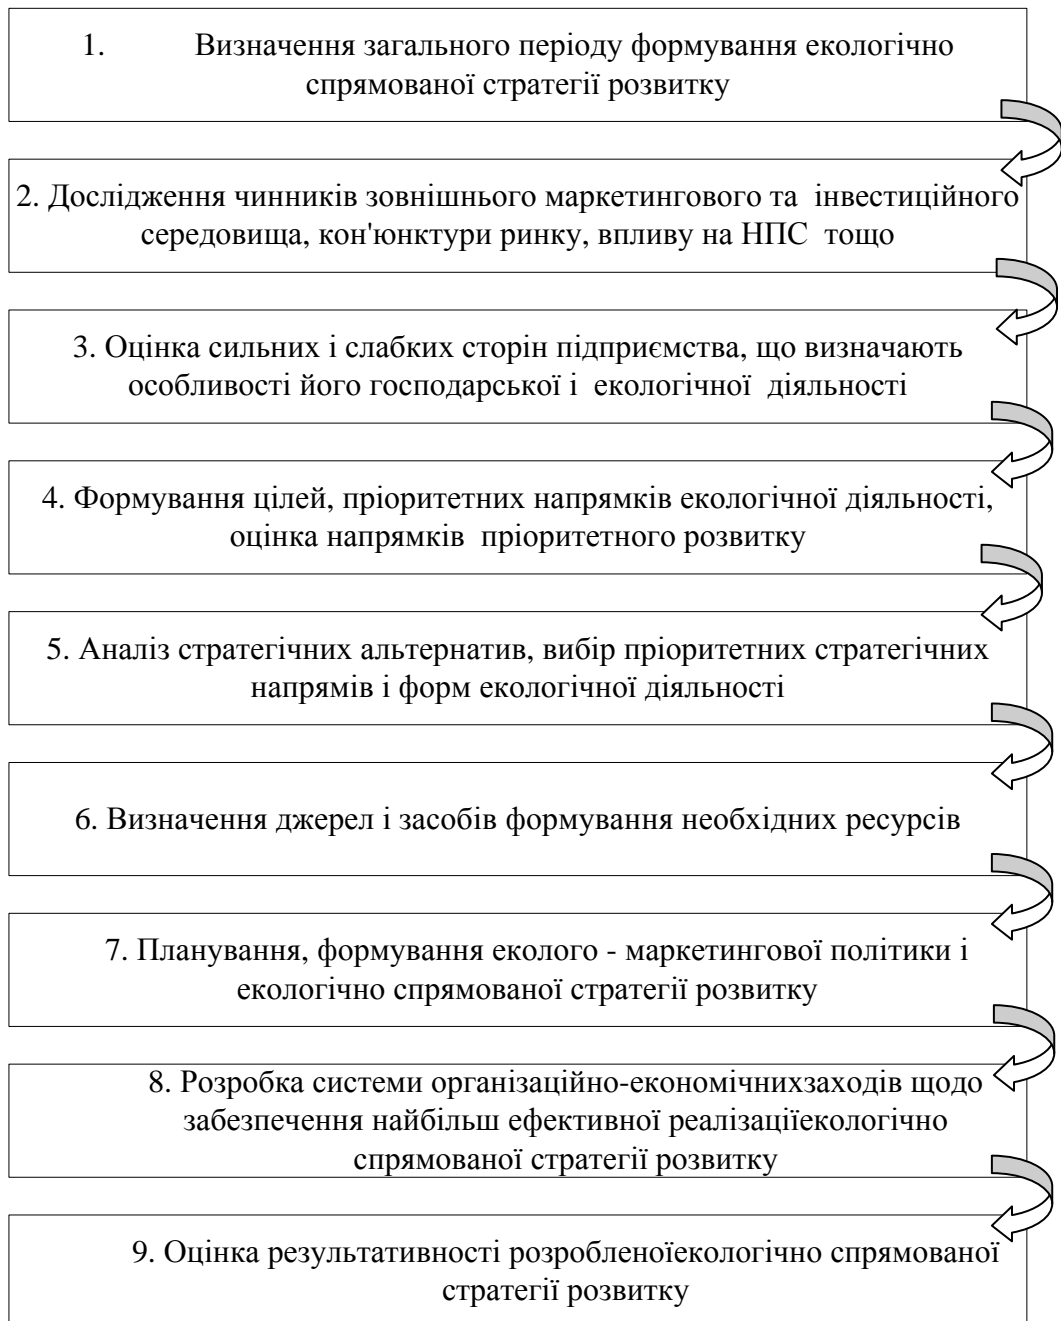 1. Визначення загального періоду формування екологічно
спрямованої стратегії розвитку
2. Дослідження чинників зовнішнього маркетингового та інвестиційного
середовища, кон'юнктури ринку, впливу на НПС тощо
3. Оцінка сильних і слабких сторін підприємства, що визначають
особливості його господарської і екологічної діяльності
4. Формування цілей, пріоритетних напрямків екологічної діяльності,
оцінка напрямків пріоритетного розвитку
5. Аналіз стратегічних альтернатив, вибір пріоритетних стратегічних
напрямів і форм екологічної діяльності
6. Визначення джерел і засобів формування необхідних ресурсів
7. Планування, формування еколого - маркетингової політики і
екологічно спрямованої стратегії розвитку
8. Розробка системи організаційно-економічнихзаходів щодо
забезпечення найбільш ефективної реалізаціїекологічно
спрямованої стратегії розвитку
9. Оцінка результативності розробленоїекологічно спрямованої
стратегії розвитку